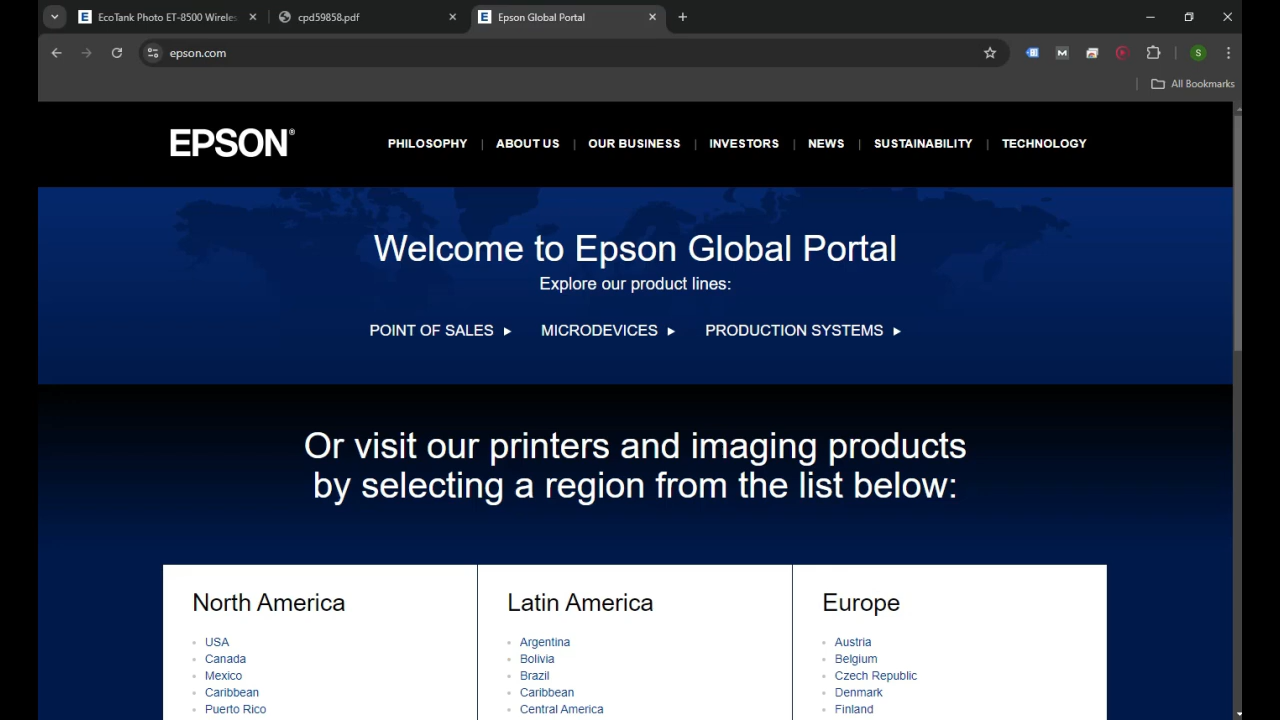 EcoTank Photo ET-8500 Wireles
cpd59858.pdf
Epson Global Portal
epson.com
S
All Bookmarks
EPSON®
PHILOSOPHY | ABOUT US | OUR BUSINESS | INVESTORS | NEWS | SUSTAINABILITY | TECHNOLOGY
Welcome to Epson Global Portal
Explore our product lines:
POINT OF SALES MICRODEVICES PRODUCTION SYSTEMS
Or visit our printers and imaging products
by selecting a region from the list below:
North America
USA
Canada
Mexico
Caribbean
Puerto Rico
Latin America
Argentina
Bolivia
Brazil
Caribbean
Central America
Europe
Austria
Belgium
Czech Republic
Denmark
Finland